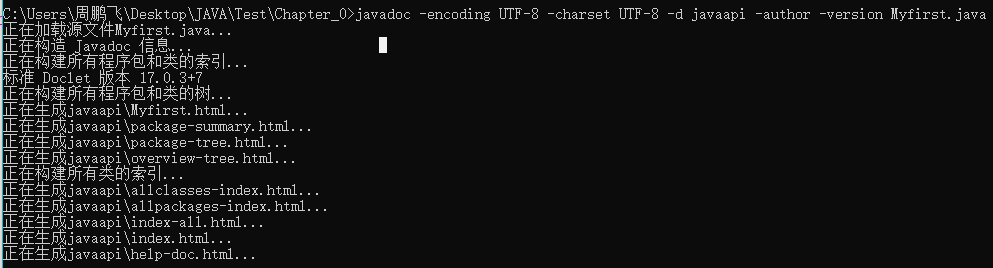 C:\Users\周鹏飞\Desktop\JAVA\Test\Chapter_0>javadoc -encoding UTF-8 -charset UTF-8 -d javaapi -author -version Myfirst.java
正在加载源文件Myfirst.java...
正在构造 Javadoc 信息...
正在构建所有程序包和类的索引...
标准 Doclet 版本 17.0.3+7
正在构建所有程序包和类的树...
正在生成javaapi\Myfirst.html...
正在生成javaapi\package-summary.html...
正在生成javaapi\package-tree.html...
正在生成javaapi\overview-tree.html...
正在构建所有类的索引...
正在生成javaapi\allclasses-index.html...
正在生成javaapi\allpackages-index.html...
正在生成javaapi\index-all.html...
正在生成javaapi\index.html...
正在生成javaapi\help-doc.html...